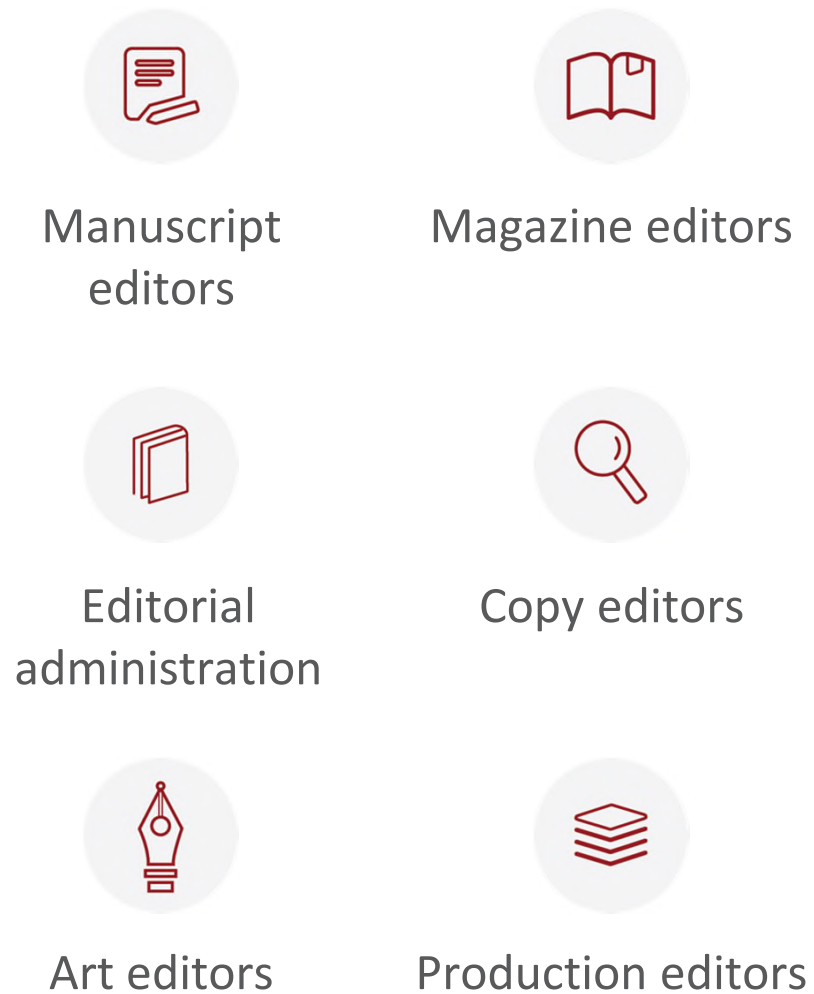 Manuscript
editors
Magazine editors
Editorial
administration
Copy editors
Art editors
Production editors